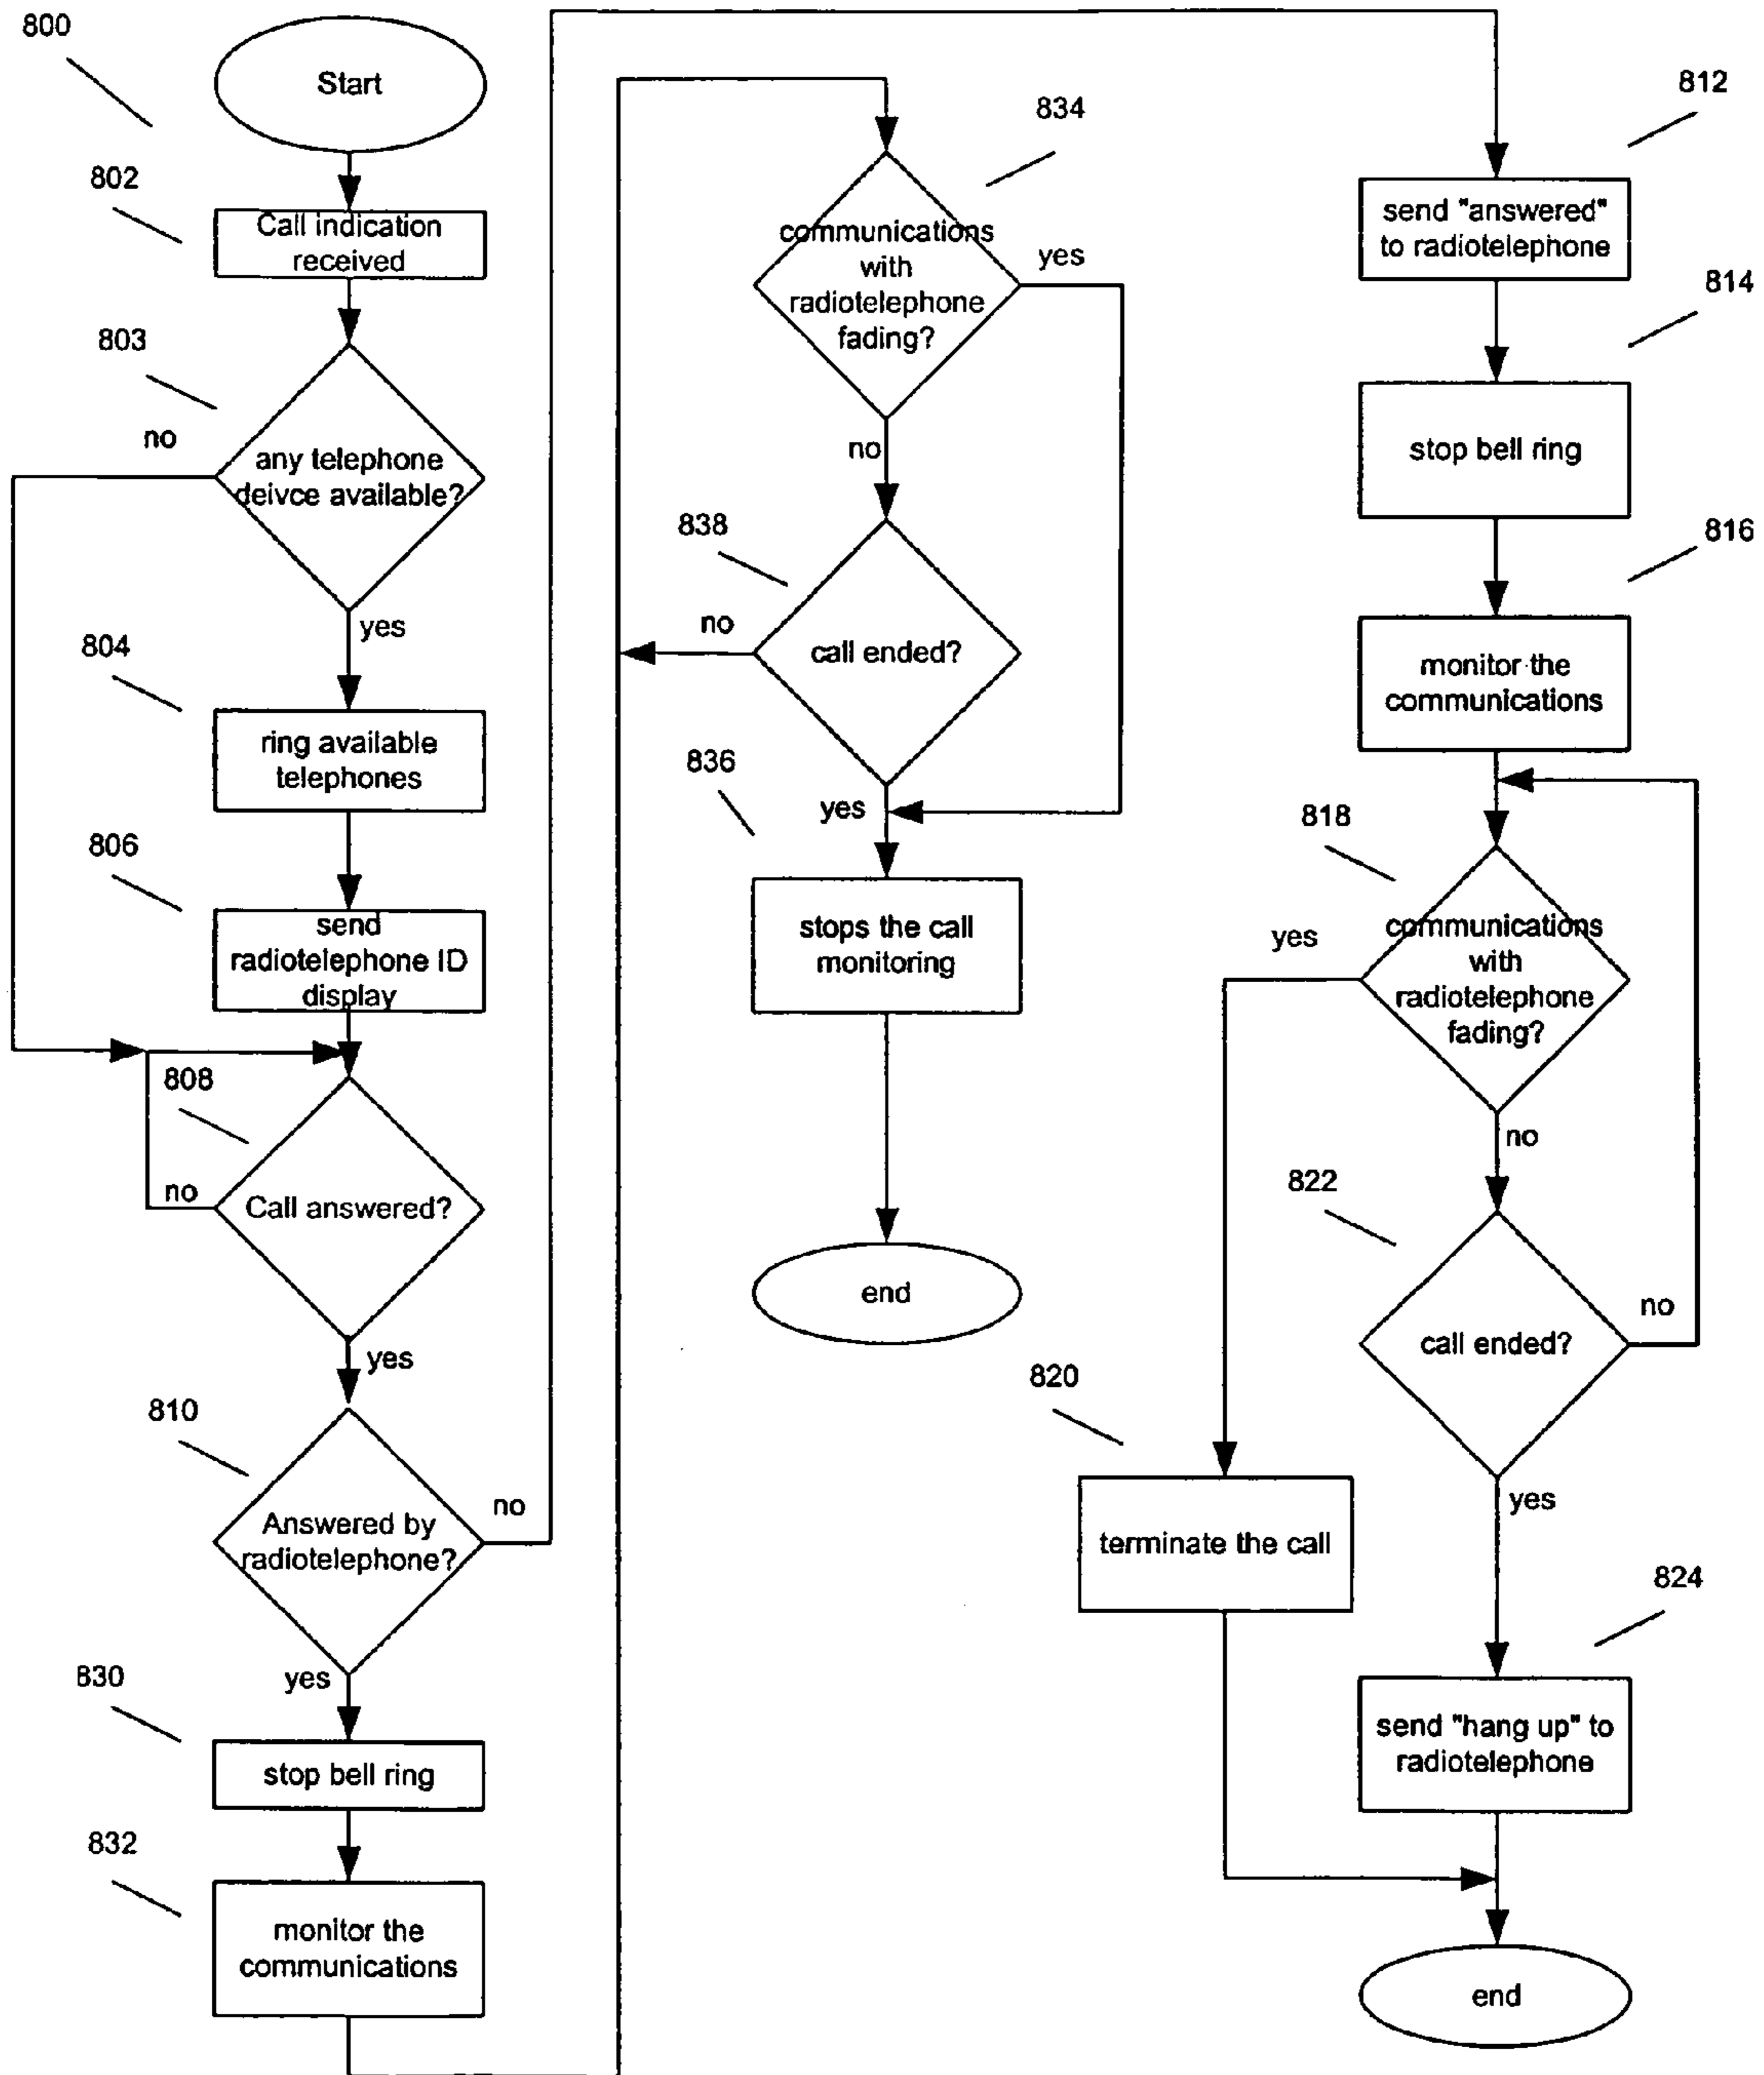 800
Start
802
Call indication
received
803
no
any telephone
deivce available?
yes
804
ring available
telephones
806
send
radiotelephone ID
display
808
no
Call answered?
yes
810
Answered by
radiotelephone?
no
yes
830
stop bell ring
832
monitor the
communications
834
communications
with
radiotelephone
fading?
yes
no
838
no
call ended?
836
yes
stops the call
monitoring
end
812
send "answered"
to radiotelephone
814
stop bell ring
816
monitor the
communications
818
yes
communications
with
radiotelephone
fading?
no
822
call ended?
no
820
yes
terminate the call
824
send "hang up" to
radiotelephone
end